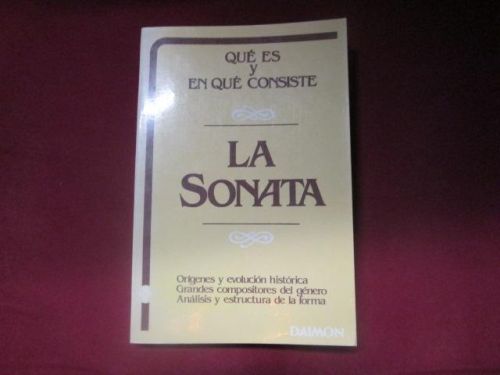 QUÉ ES
y
EN QUÉ CONSISTE
LA
SONATA
Orígenes y evolución histórica
Grandes compositores del género
Análisis y estructura de la forma
DAIMON